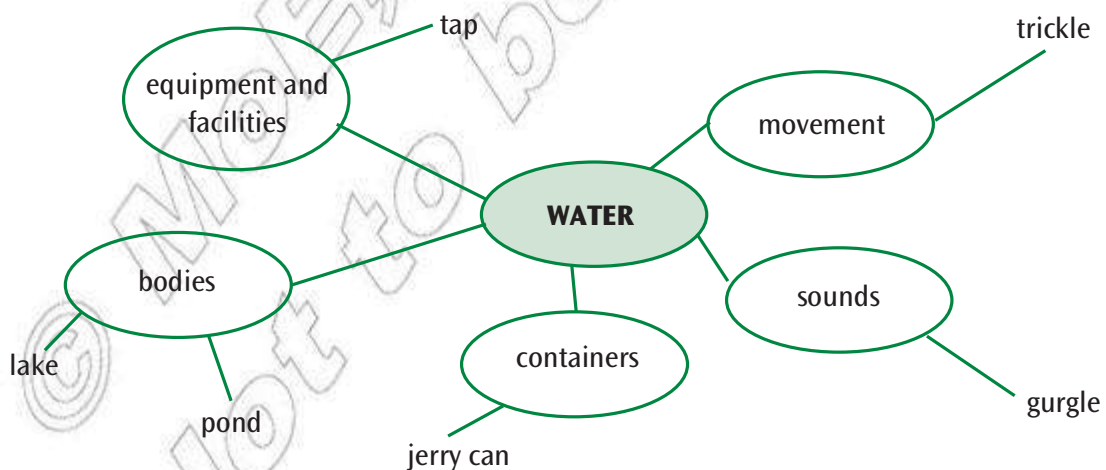 tap
trickle
equipment and
facilities
movement
WATER
bodies
sounds
lake
containers
pond
gurgle
jerry can